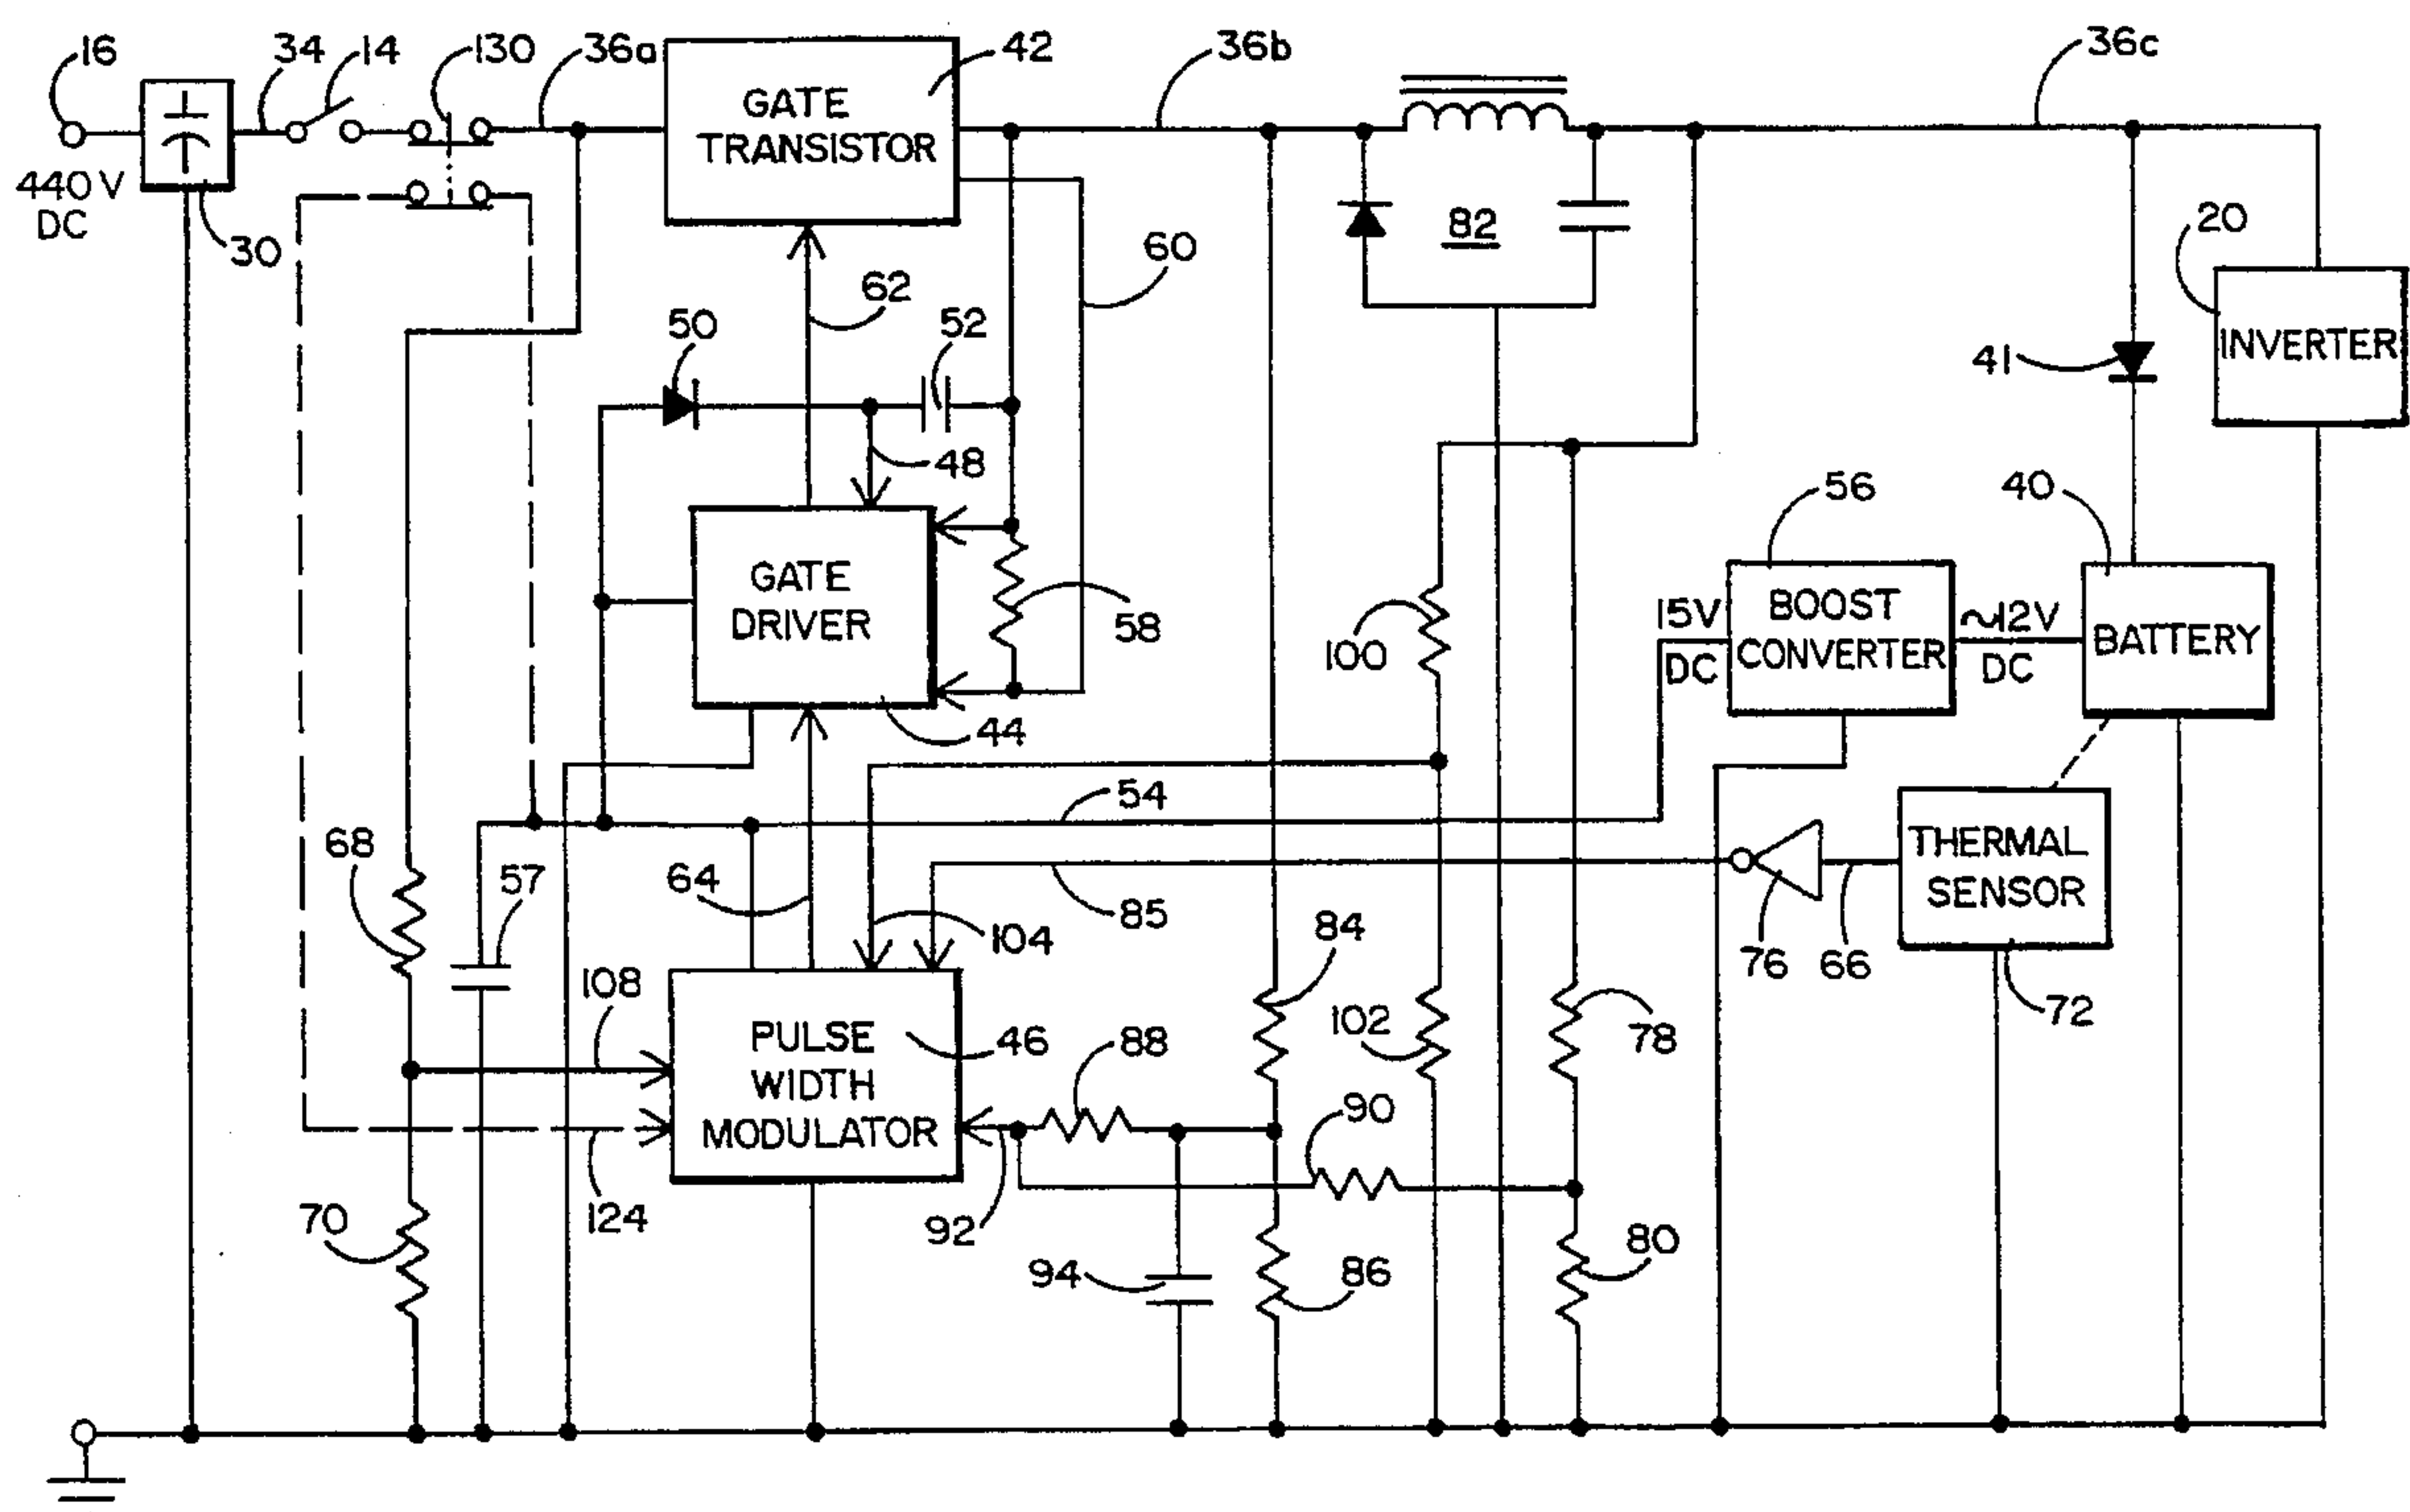 16
34
14
130
36a
42
36b
36c
GATE
TRANSISTOR
440 V
DC
30
82
20
60
62
50
52
41
INVERTER
48
56
40
GATE
DRIVER
58
100
15V
DC
BOOST
CONVERTER
~12V
DC
BATTERY
44
54
68
57
64
104
85
84
76
66
THERMAL
SENSOR
72
108
PULSE
WIDTH
MODULATOR
46
88
102
78
90
70
124
92
94
86
80